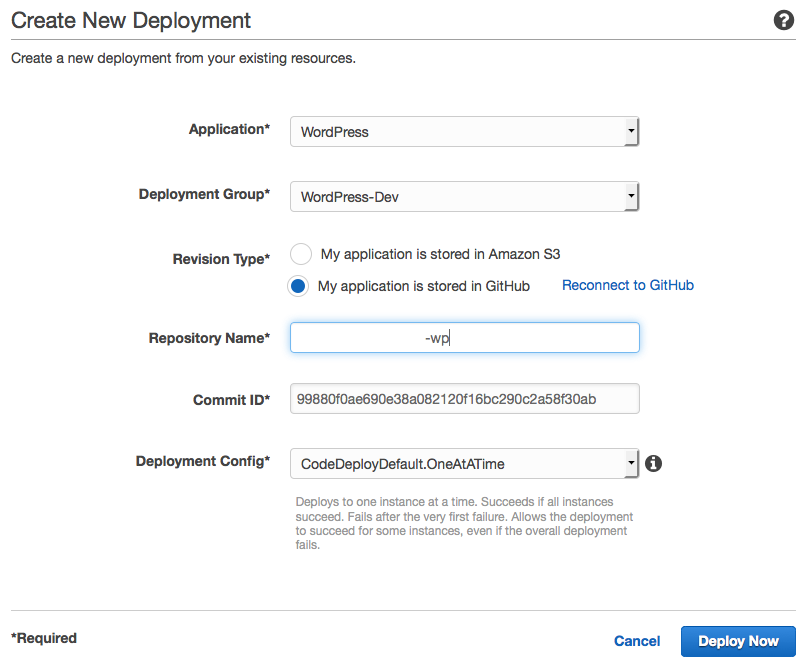 Create New Deployment
Create a new deployment from your existing resources.
Application*
WordPress
Deployment Group*
WordPress-Dev
Revision Type*
My application is stored in Amazon S3
My application is stored in GitHub
Reconnect to GitHub
Repository Name*
-wp
Commit ID*
99880f0ae690e38a082120f16bc290c2a58f30ab
Deployment Config*
CodeDeployDefault.OneAtATime
Deploys to one instance at a time. Succeeds if all instances
succeed. Fails after the very first failure. Allows the deployment
to succeed for some instances, even if the overall deployment
fails.
*Required
Cancel
Deploy Now